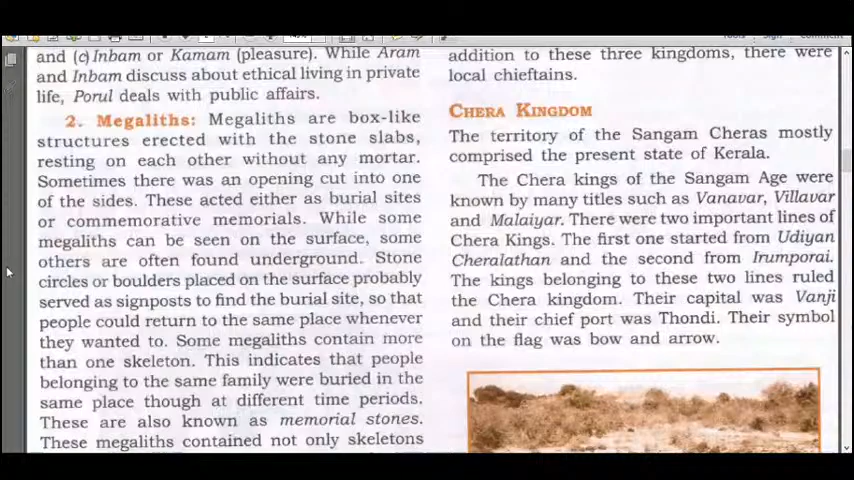 and (c) Inbam or Kamam (pleasure). While Aram
and Inbam discuss about ethical living in private
life, Porul deals with public affairs.
2. Megaliths: Megaliths are box-like
structures erected with the stone slabs,
resting on each other without any mortar.
Sometimes there was an opening cut into one
of the sides. These acted either as burial sites
or commemorative memorials. While some
megaliths can be seen on the surface, some
others are often found underground. Stone
circles or boulders placed on the surface probably
served as signposts to find the burial site, so that
people could return to the same place whenever
they wanted to. Some megaliths contain more
than one skeleton. This indicates that people
belonging to the same family were buried in the
same place though at different time periods.
These are also known as memorial stones.
These megaliths contained not only skeletons
addition to these three kingdoms, there were
local chieftains.
CHERA KINGDOM
The territory of the Sangam Cheras mostly
comprised the present state of Kerala.
The Chera kings of the Sangam Age were
known by many titles such as Vanavar, Villavar
and Malaiyar. There were two important lines of
Chera Kings. The first one started from Udiyan
Cheralathan and the second from Irumporai.
The kings belonging to these two lines ruled
the Chera kingdom. Their capital was Vanji
and their chief port was Thondi. Their symbol
on the flag was bow and arrow.